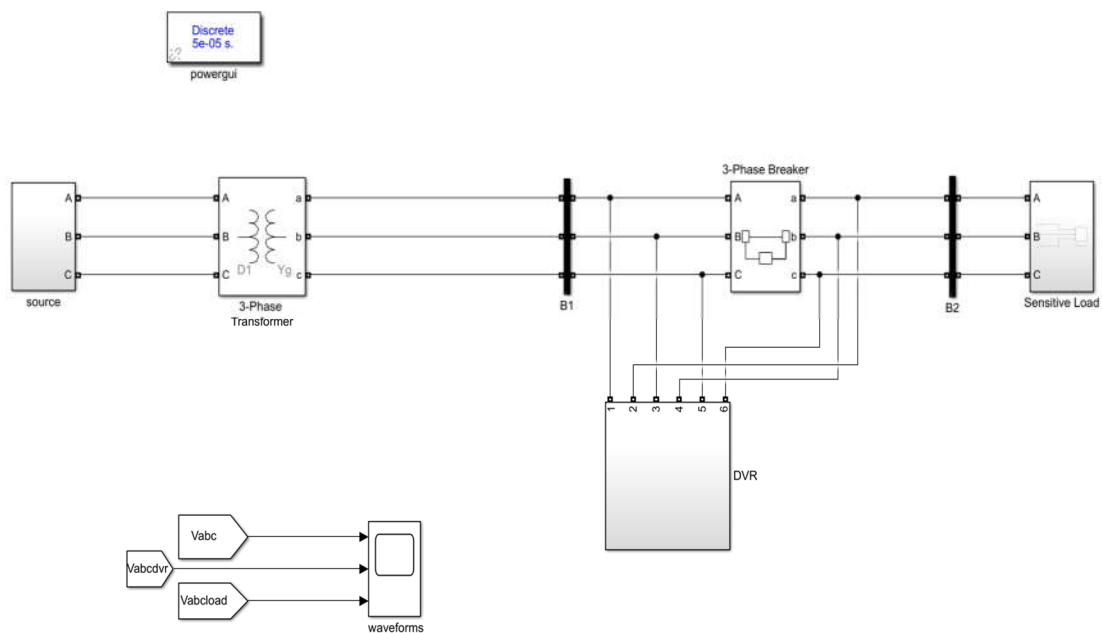 Discrete
5e-05 s.
powergui
3-Phase Breaker
A A a A a A
B B b B b B
C D1 Yg C c C c C
source
3-Phase
Transformer
B1
B2
Sensitive Load
1 2 3 4 5 6
DVR
Vabc
Vabcdvr
Vabcload
waveforms